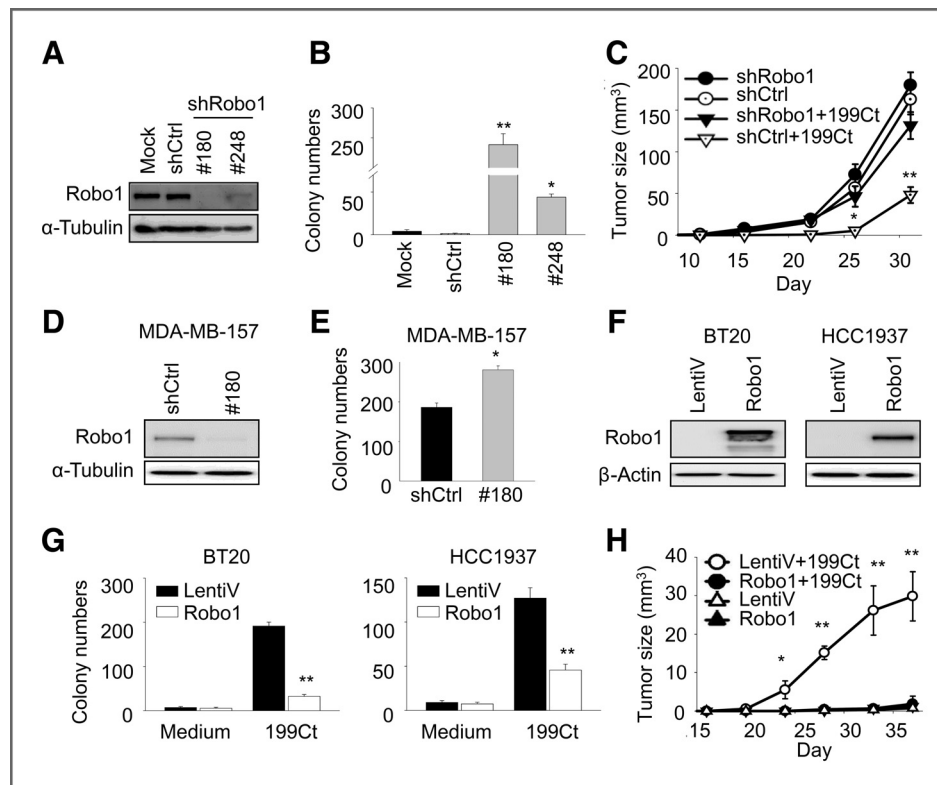 A
shRobo1
Mock
shCtrl
#180
#248
Robo1
α-Tubulin
B
Colony numbers
300
250
50
0
**
*
Mock
shCtrl
#180
#248
C
Tumor size (mm3)
200
150
100
50
0
shRobo1
shCtrl
shRobo1+199Ct
shCtrl+199Ct
*
**
10 15 20 25 30
Day
D
MDA-MB-157
shCtrl
#180
Robo1
α-Tubulin
E
MDA-MB-157
Colony numbers
300
200
100
0
*
shCtrl #180
F
BT20 HCC1937
LentiV
Robo1
LentiV
Robo1
Robo1
β-Actin
G
BT20
Colony numbers
300
200
100
0
LentiV
Robo1
**
Medium 199Ct
HCC1937
Colony numbers
150
100
50
0
LentiV
Robo1
**
Medium 199Ct
H
Tumor size (mm3)
40
30
20
10
0
LentiV+199Ct
Robo1+199Ct
LentiV
Robo1
*
**
**
**
15 20 25 30 35
Day